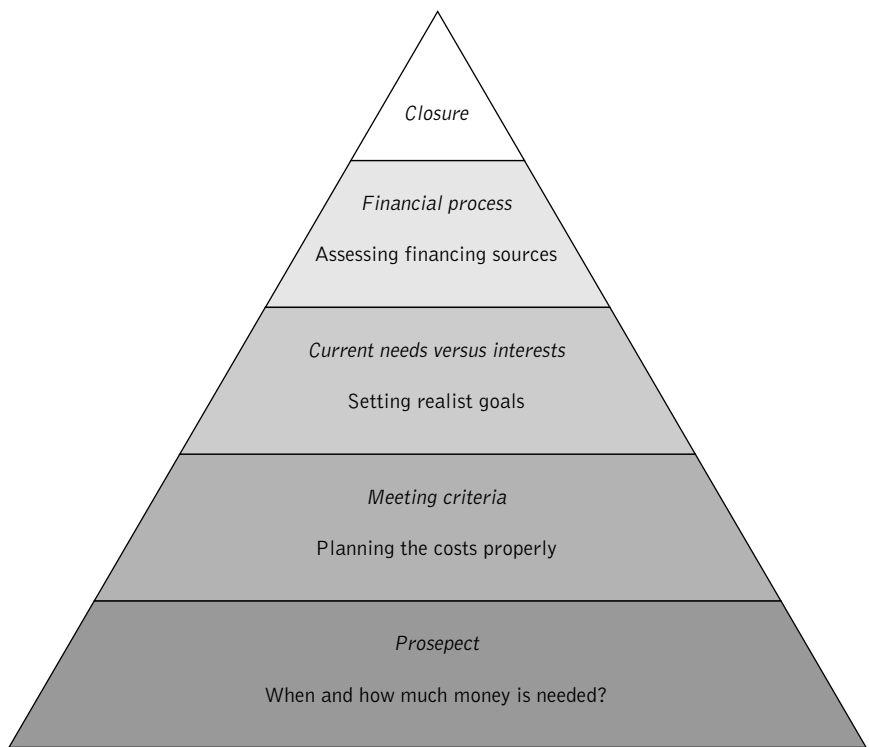 Closure
Financial process
Assessing financing sources
Current needs versus interests
Setting realist goals
Meeting criteria
Planning the costs properly
Prosepect
When and how much money is needed?